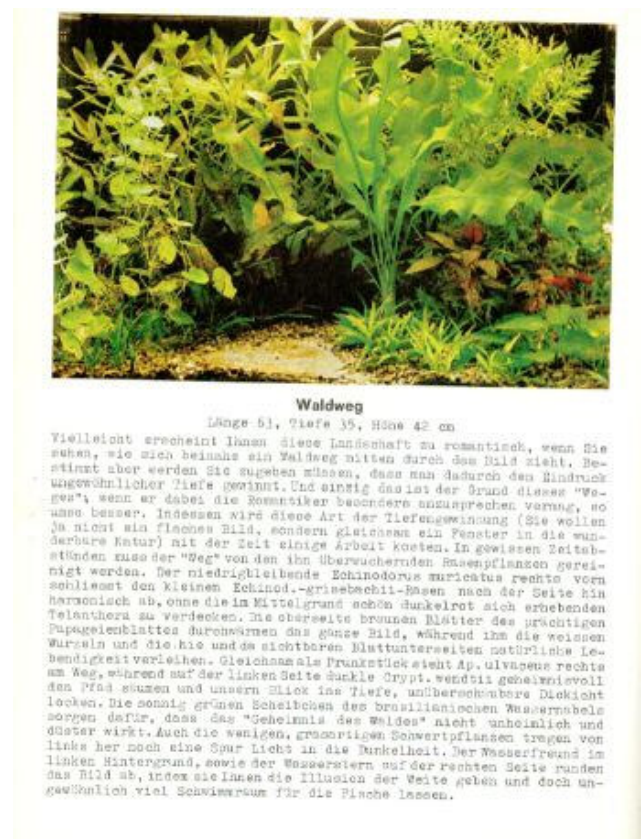 Waldweg
Länge 63, Tiefe 35, Höhe 42 cm
Vielleicht erscheint Ihnen diese Landschaft zu romantisch, wenn Sie
sehen, wie sich beinahe ein Waldweg mitten durch das Bild zieht. Be-
stimmt aber werden Sie zugeben müssen, dass man dadurch den Eindruck
ungewöhnlicher Tiefe gewinnt. Und einzig das ist der Grund dieses "We-
ges"; wenn er dabei die Romantiker besonders anzusprechen vermag, so
umso besser. Indessen wird diese Art der Tiefengewinnung (Sie wollen
ja nicht ein flaches Bild, sondern gleichsam ein Fenster in die wun-
derbare Natur) mit der Zeit einige Arbeit kosten. In gewissen Zeitab-
ständen muss der "Weg" von den ihn überwuchernden Rasenpflanzen gerei-
nigt werden. Der niedrigbleibende Echinodorus muricatus rechts vorn
schliesst den kleinem Echinod.-grisebachii-Rasen nach der Seite hin
harmonisch ab, ohne die im Mittelgrund schön dunkelrot sich erhebenden
Telanthera zu verdecken. Die oberseits braunen Blätter des prächtigen
Papageienblattes durchwärmen das ganze Bild, während ihm die weissen
Wurzeln und die hie und da sichtbaren Blattunterseiten natürliche Le-
bendigkeit verleihen. Gleichsam als Prunkstück steht Ap. ulvaceus rechts
am Weg, während auf der linken Seite dunkle Crypt. wendtii geheimnisvoll
den Pfad säumen und unsern Blick ins Tiefe, unüberschaubare Dickicht
locken. Die sonnig grünen Scheibchen des brasilianischen Wassernabels
sorgen dafür, dass das "Geheimnis des Waldes" nicht unheimlich und
düster wirkt. Auch die wenigen, grasartigen Schwertpflanzen tragen von
links her noch eine Spur Licht in die Dunkelheit. Der Wasserfreund im
linken Hintergrund, sowie der Wasserstern auf der rechten Seite runden
das Bild ab, indem sie Ihnen die Illusion der Weite geben und doch un-
gewöhnlich viel Schwimmraum für die Fische lassen.